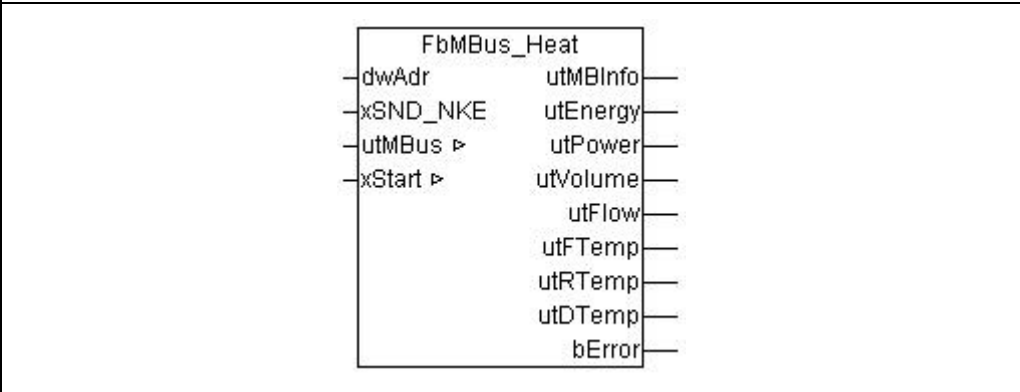 FbMBus_Heat
dwAdr utMBInfo
xSND_NKE utEnergy
utMBus ▹ utPower
xStart ▹ utVolume
utFlow
utFTemp
utRTemp
utDTemp
bError